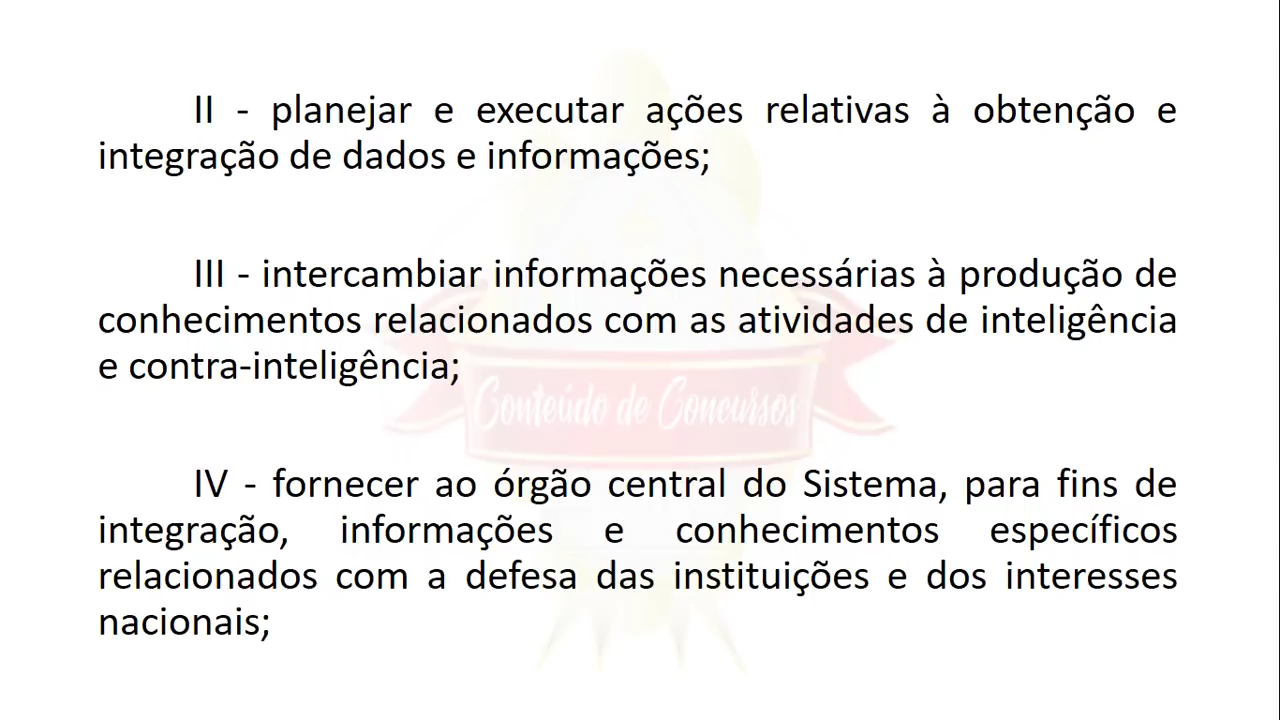 II - planejar e executar ações relativas à obtenção e
integração de dados e informações;
III - intercambiar informações necessárias à produção de
conhecimentos relacionados com as atividades de inteligência
e contra-inteligência;
Conteúdo de Concursos
IV - fornecer ao órgão central do Sistema, para fins de
integração, informações e conhecimentos específicos
relacionados com a defesa das instituições e dos interesses
nacionais;